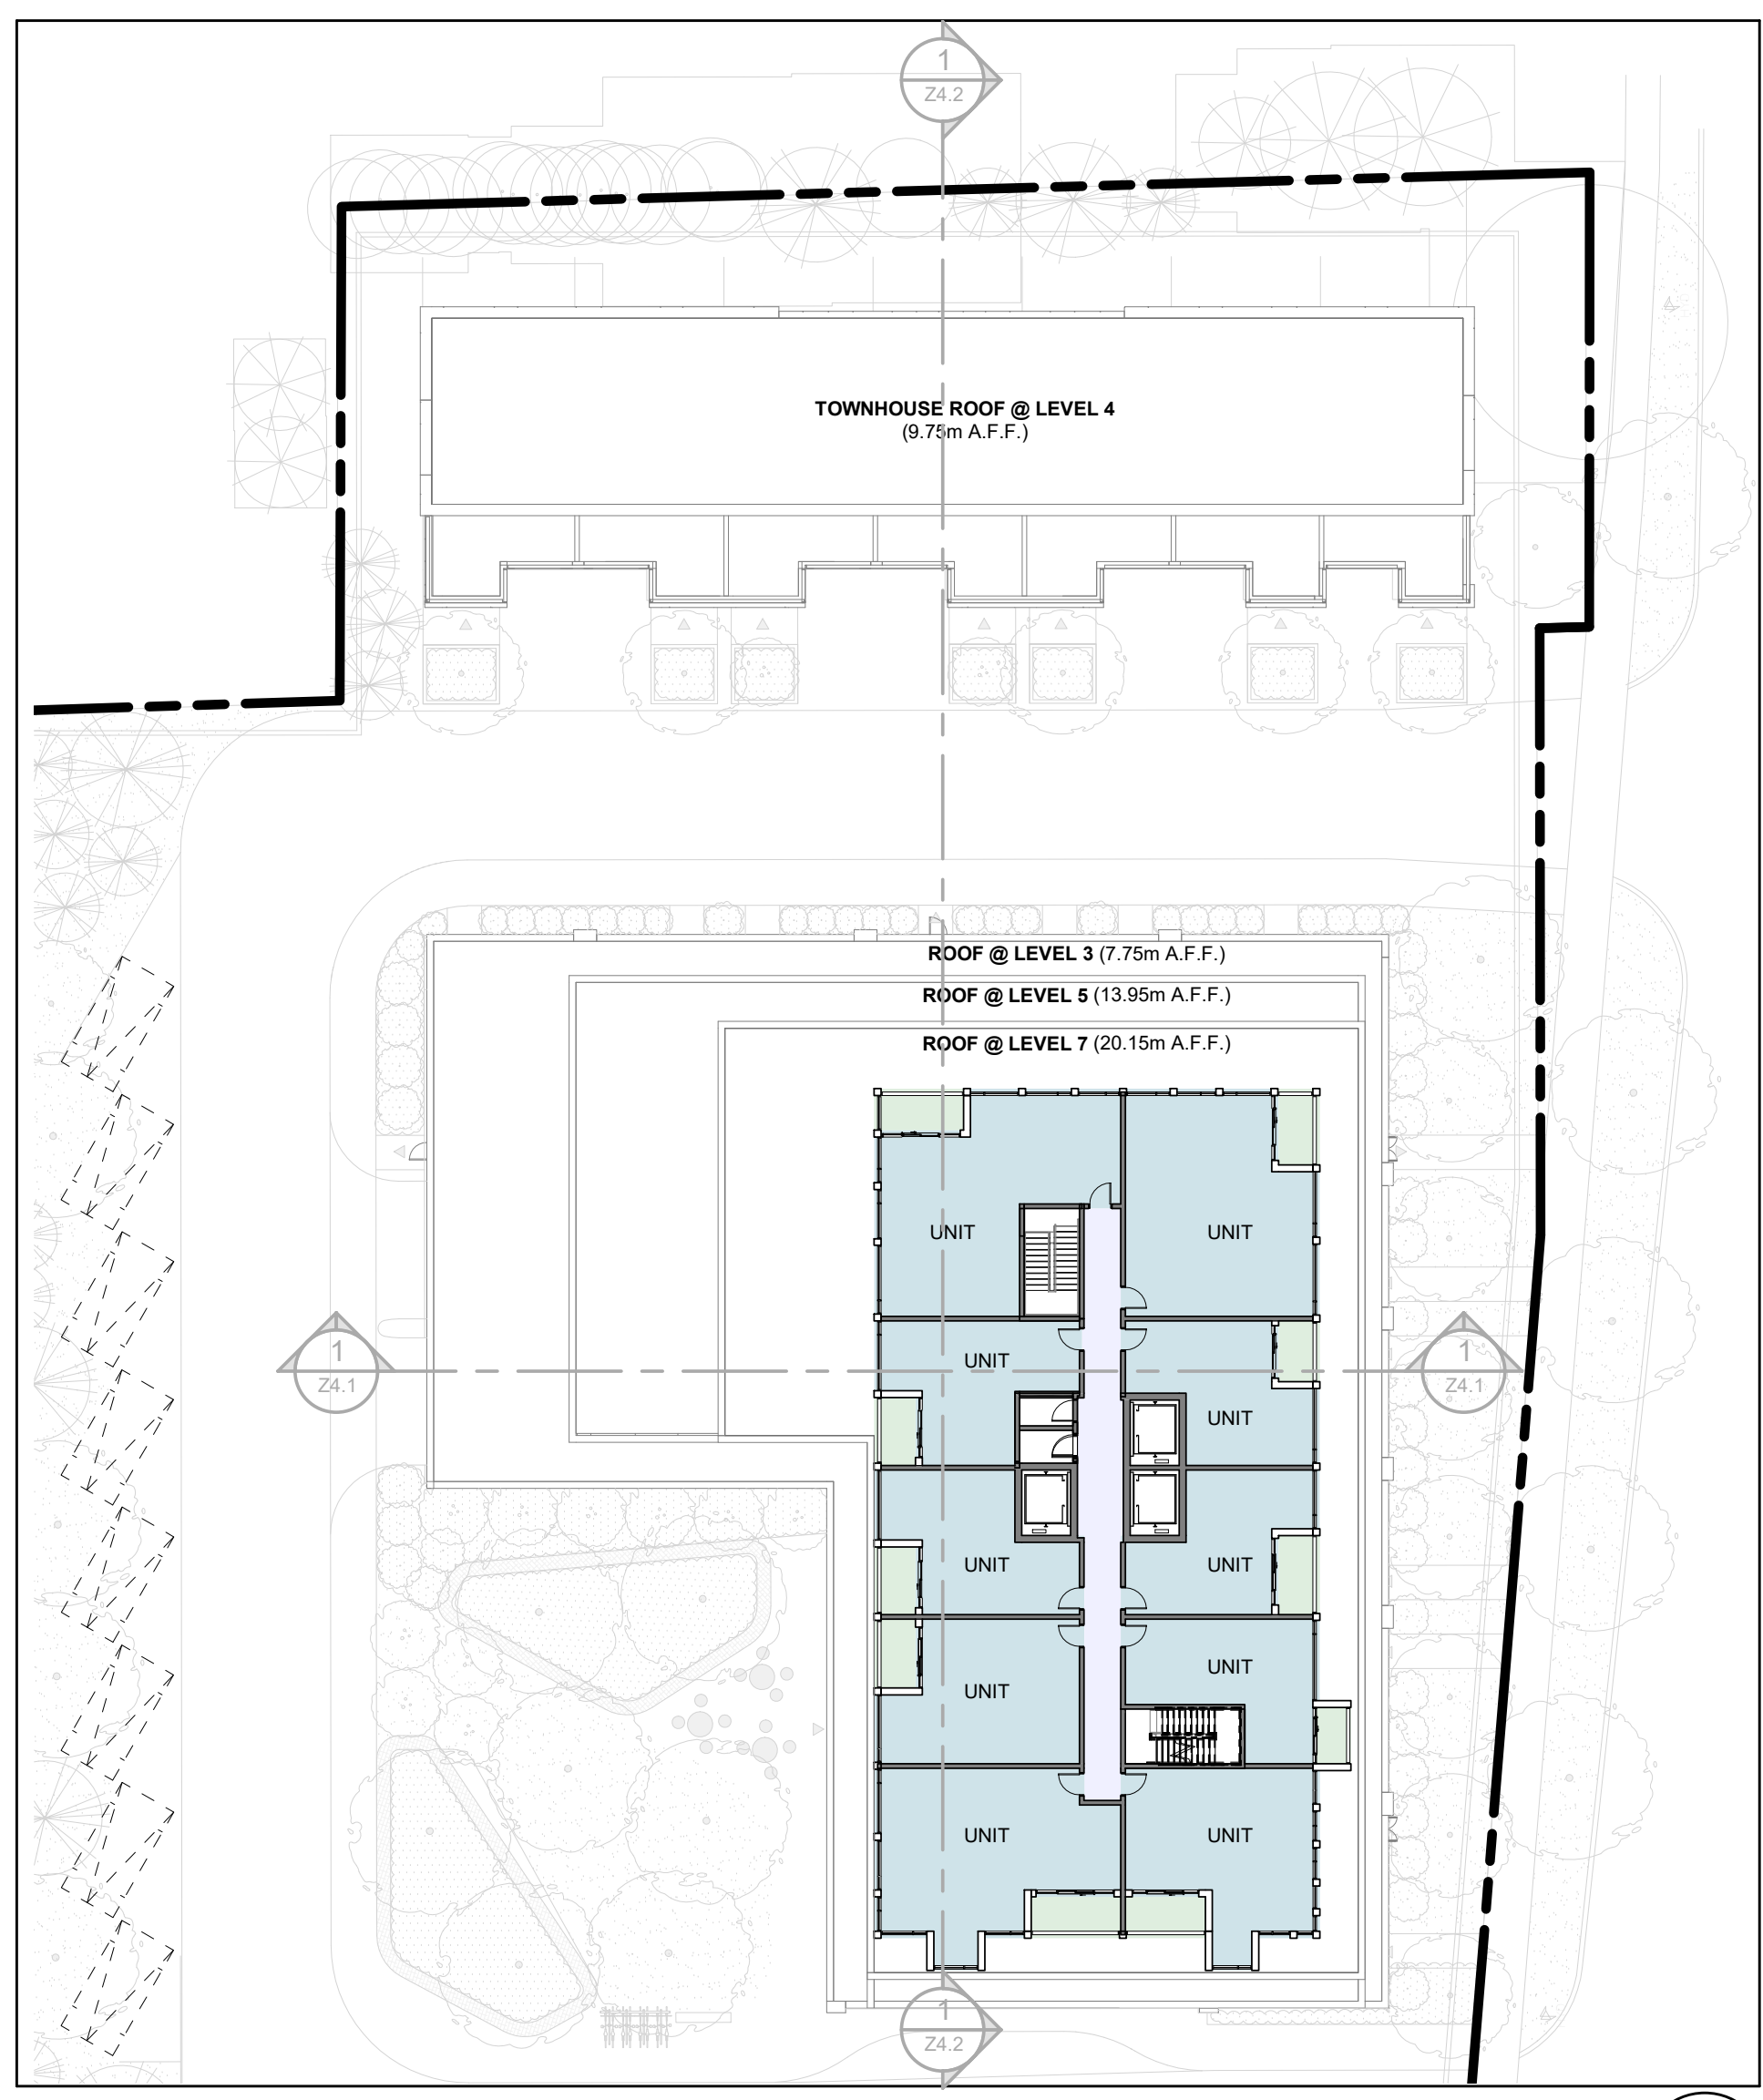 1
Z4.2
TOWNHOUSE ROOF @ LEVEL 4
(9.75m A.F.F.)
ROOF @ LEVEL 3 (7.75m A.F.F.)
ROOF @ LEVEL 5 (13.95m A.F.F.)
ROOF @ LEVEL 7 (20.15m A.F.F.)
UNIT
UNIT
1
Z4.1
UNIT
1
Z4.1
UNIT
UNIT
UNIT
UNIT
UNIT
UNIT
UNIT
1
Z4.2